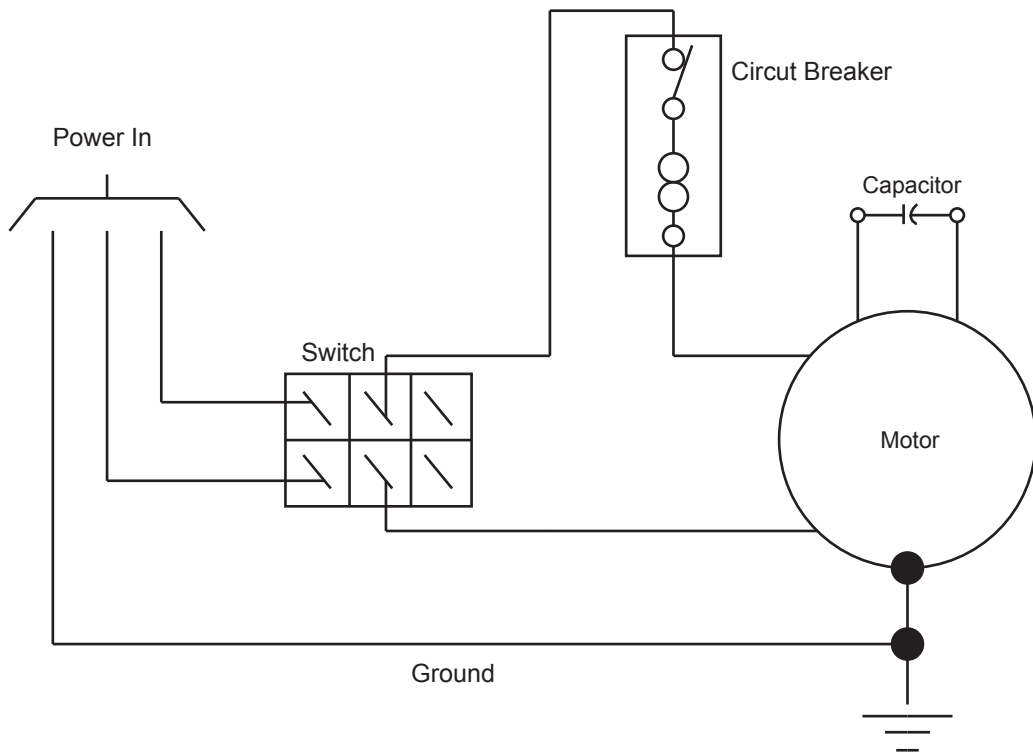 Circut Breaker
Power In
Capacitor
Switch
Motor
Ground